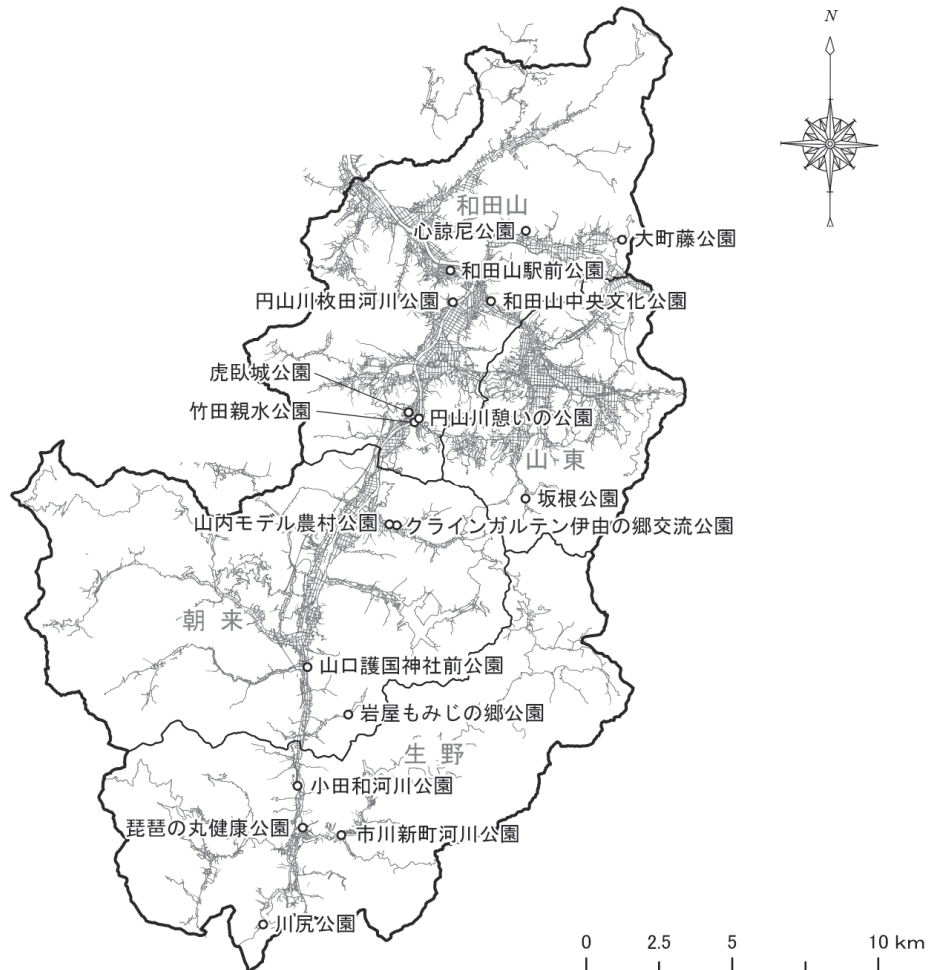 N
和田山
心諒尼公園
大町藤公園
和田山駅前公園
円山川枚田河川公園
和田山中央文化公園
虎臥城公園
竹田親水公園
円山川憩いの公園
山東
坂根公園
山内モデル農村公園
クラインガルテン伊由の郷交流公園
朝来
山口護国神社前公園
岩屋もみじの郷公園
生野
小田和河川公園
琵琶の丸健康公園
市川新町河川公園
川尻公園
0 2.5 5 10 km